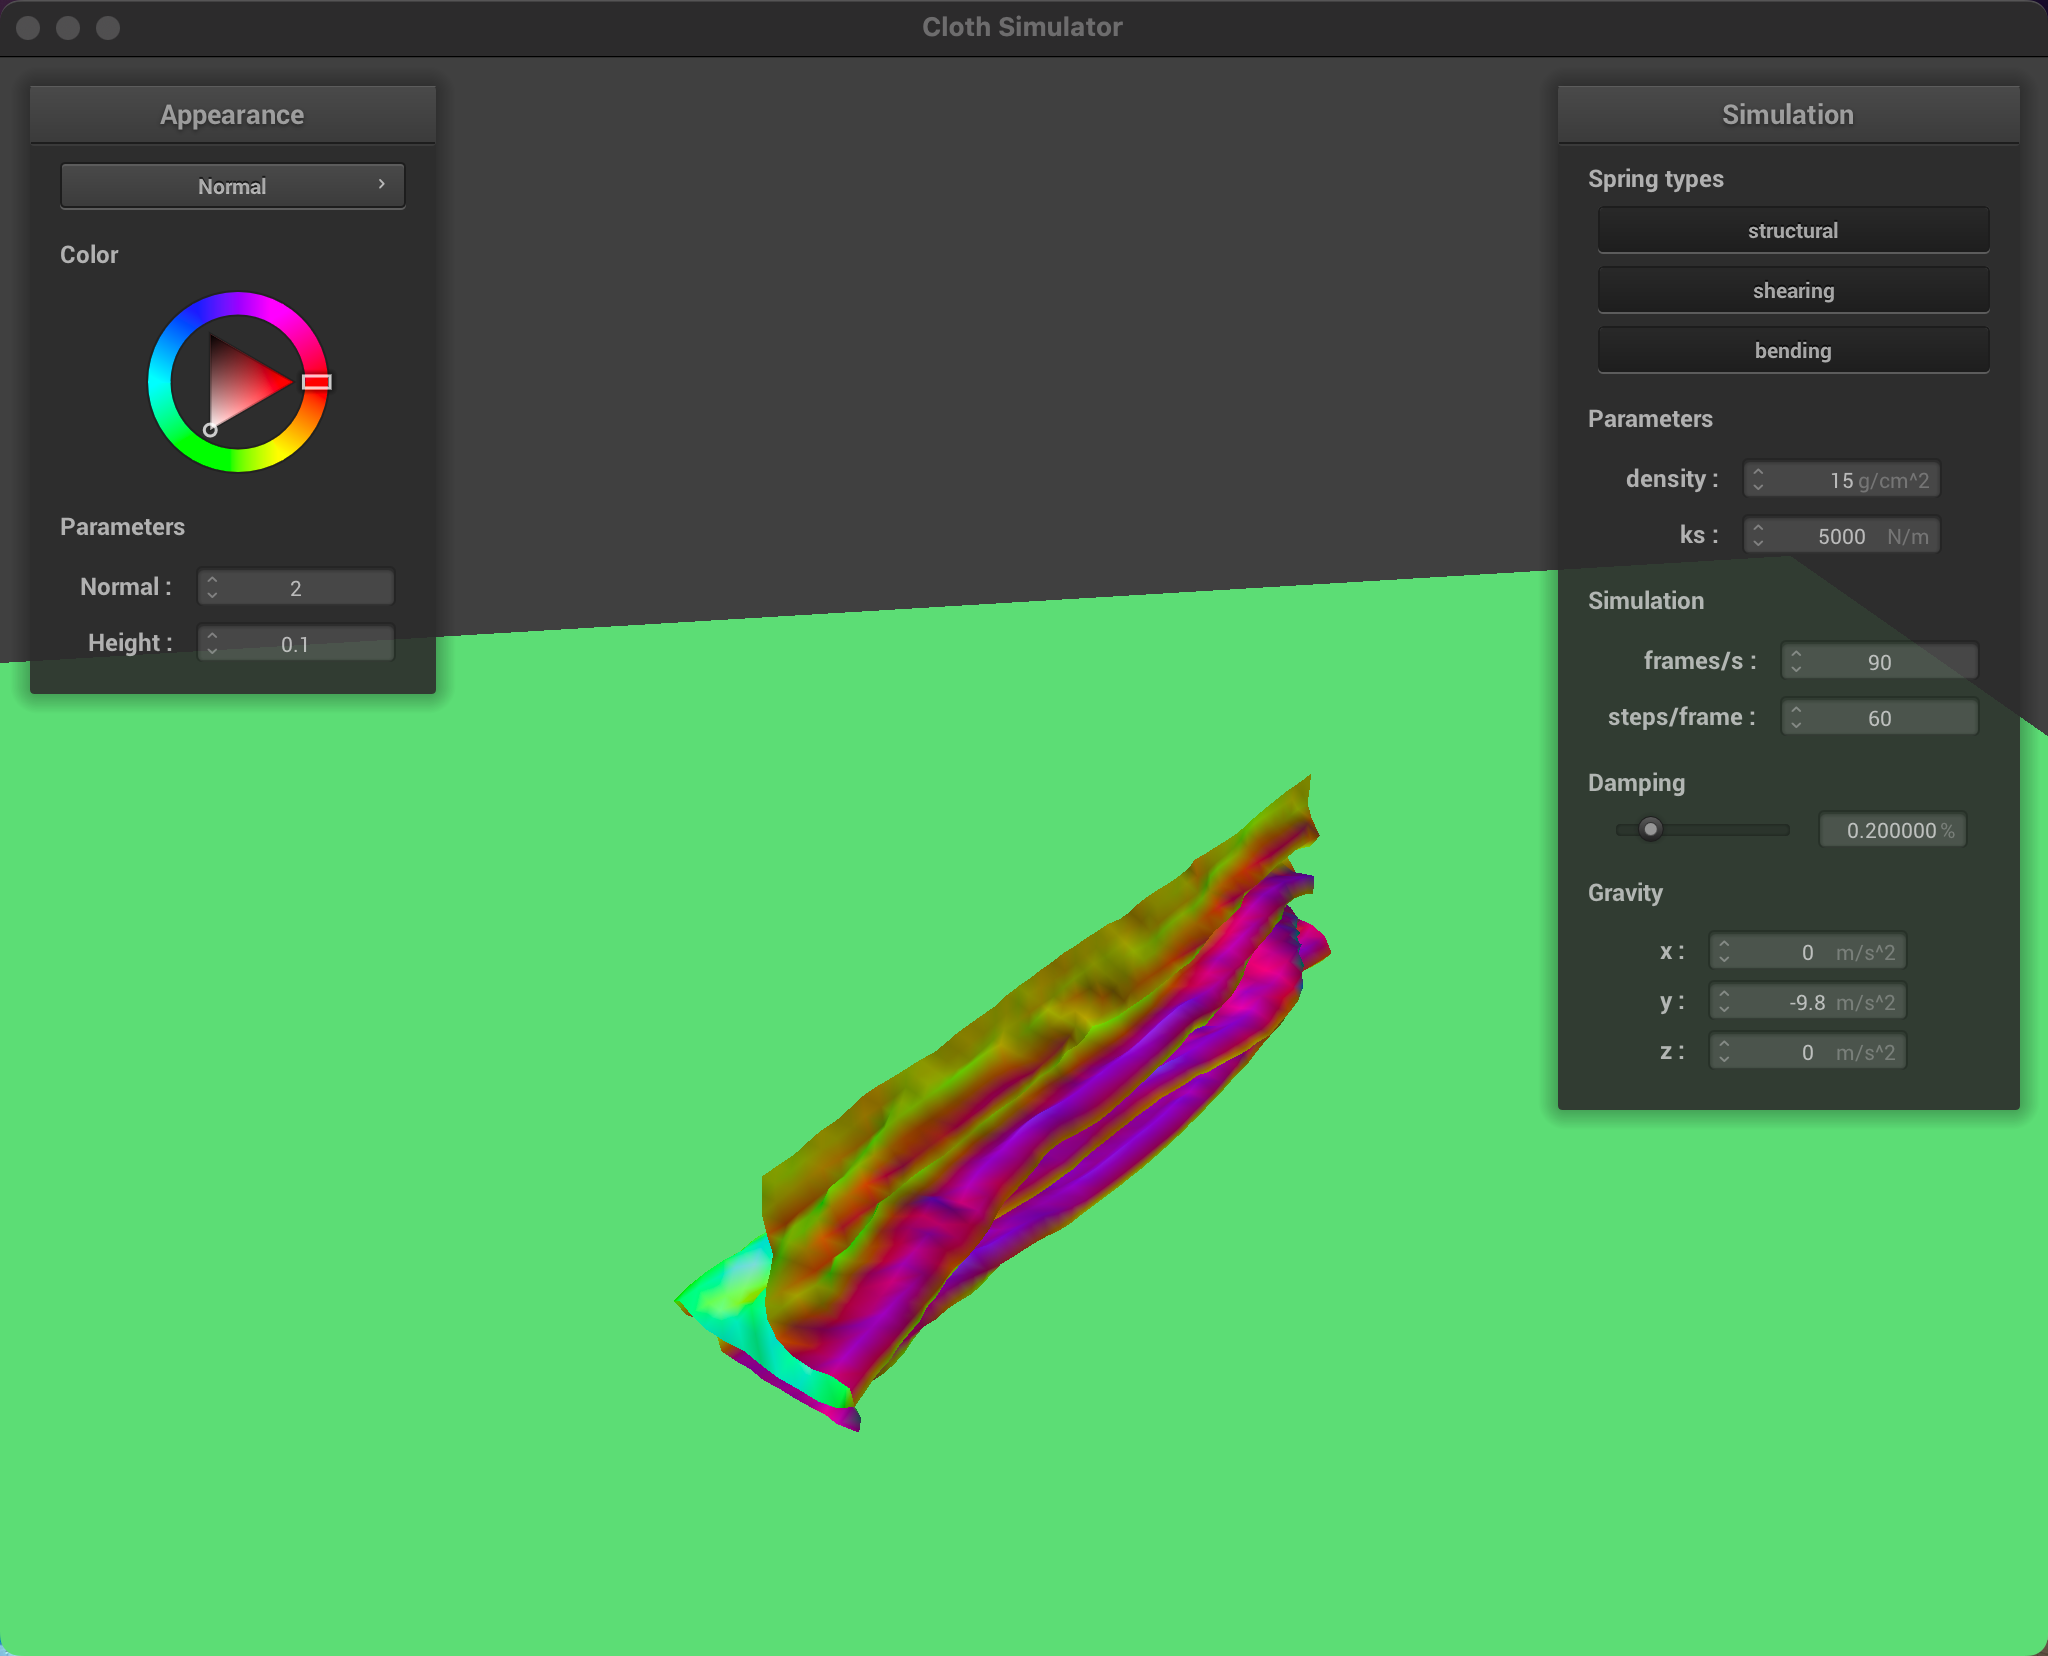 Cloth Simulator
Appearance
Normal
Color
Parameters
Normal : 2
Height : 0.1
Simulation
Spring types
structural
shearing
bending
Parameters
density : 15 g/cm^2
ks : 5000 N/m
Simulation
frames/s : 90
steps/frame : 60
Damping
0.200000 %
Gravity
x : 0 m/s^2
y : -9.8 m/s^2
z : 0 m/s^2